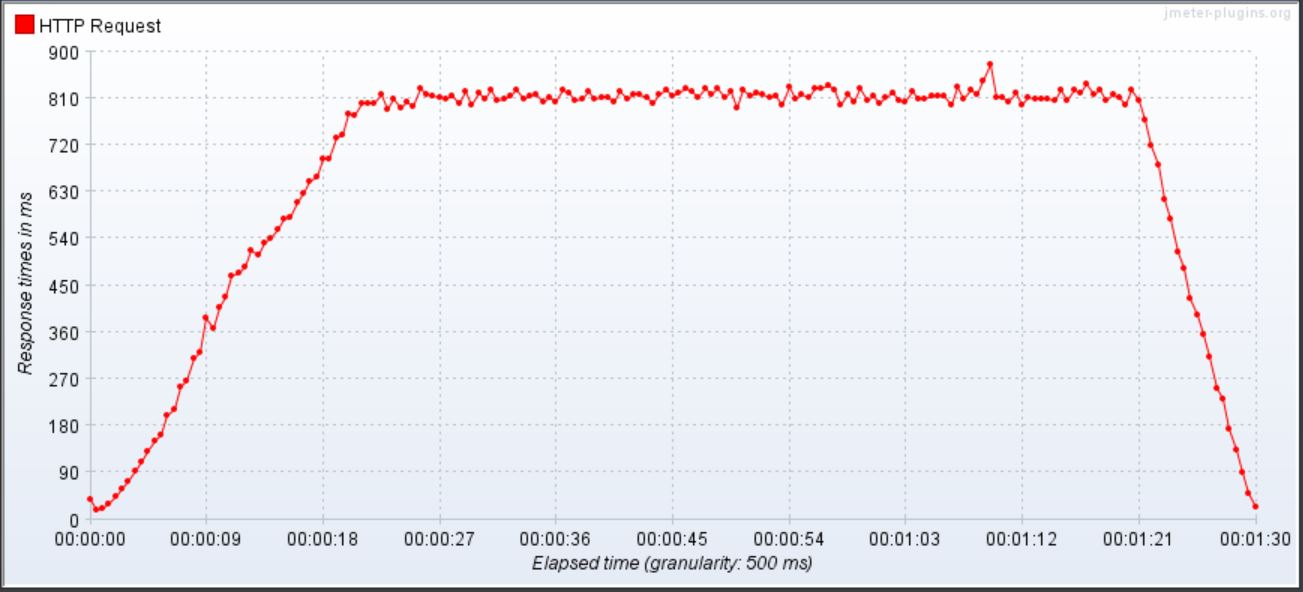 jmeter-plugins.org
HTTP Request
900
810
720
630
540
450
360
270
180
90
0
Response times in ms
00:00:00 00:00:09 00:00:18 00:00:27 00:00:36 00:00:45 00:00:54 00:01:03 00:01:12 00:01:21 00:01:30
Elapsed time (granularity: 500 ms)